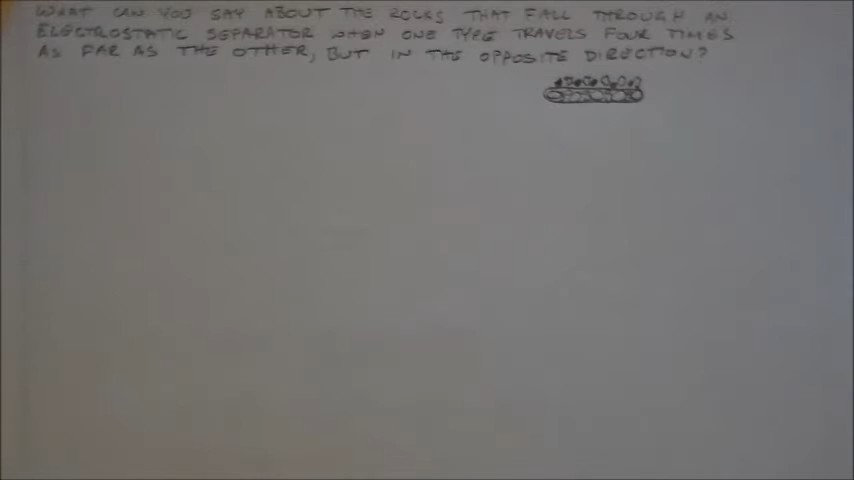 WHAT CAN YOU SAY ABOUT THE ROCKS THAT FALL THROUGH AN
ELECTROSTATIC SEPARATOR WHEN ONE TYPE TRAVELS FOUR TIMES
AS FAR AS THE OTHER, BUT IN THE OPPOSITE DIRECTION?